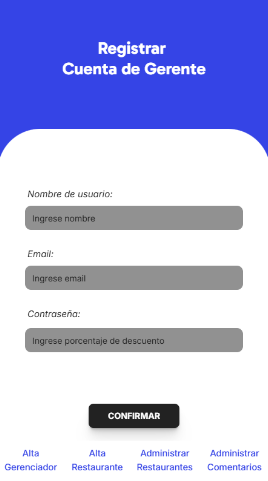 Registrar
Cuenta de Gerente
Nombre de usuario:
Ingrese nombre
Email:
Ingrese email
Contraseña:
Ingrese porcentaje de descuento
CONFIRMAR
Alta Alta Administrar Administrar
Gerenciador Restaurante Restaurantes Comentarios